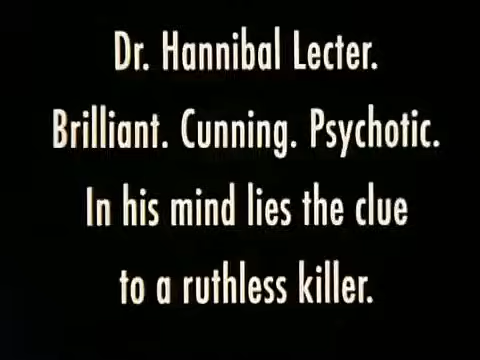 Dr. Hannibal Lecter.
Brilliant. Cunning. Psychotic.
In his mind lies the clue
to a ruthless killer.